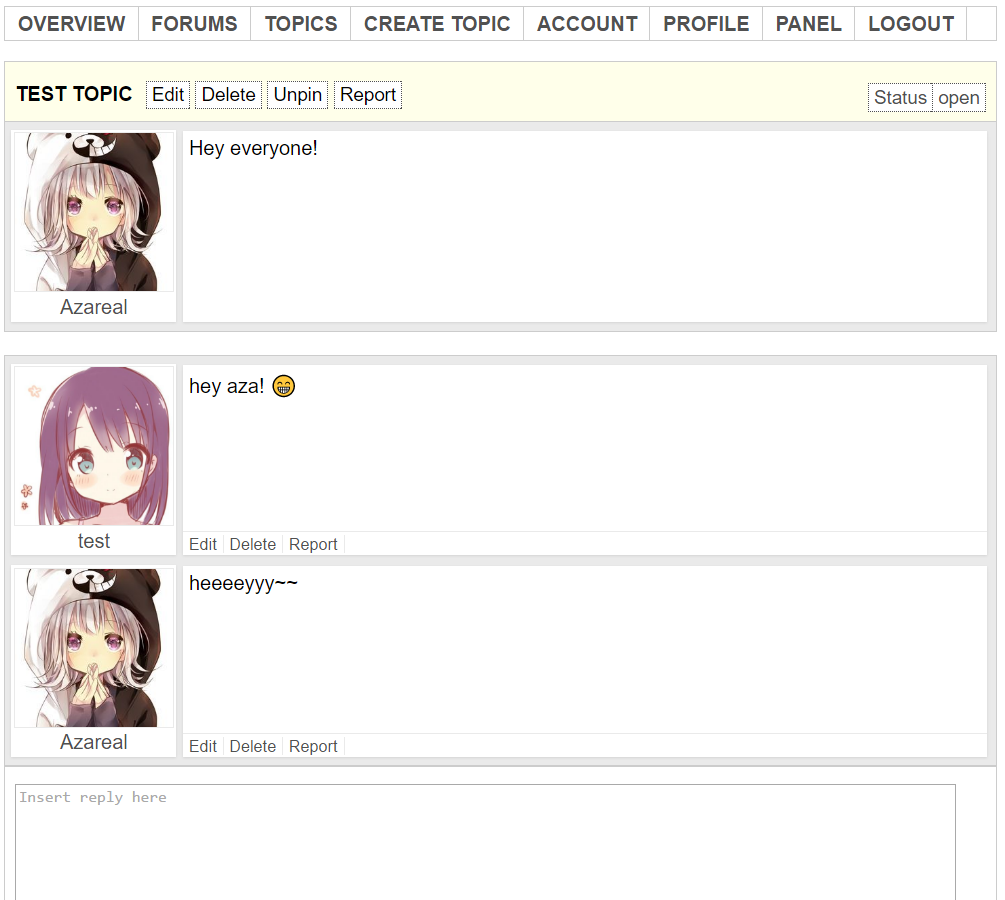 OVERVIEW FORUMS TOPICS CREATE TOPIC ACCOUNT PROFILE PANEL LOGOUT
TEST TOPIC Edit Delete Unpin Report Status open
Hey everyone!
Azareal
hey aza! 😁
test
Edit Delete Report
heeeeyyy~~
Azareal
Edit Delete Report
Insert reply here